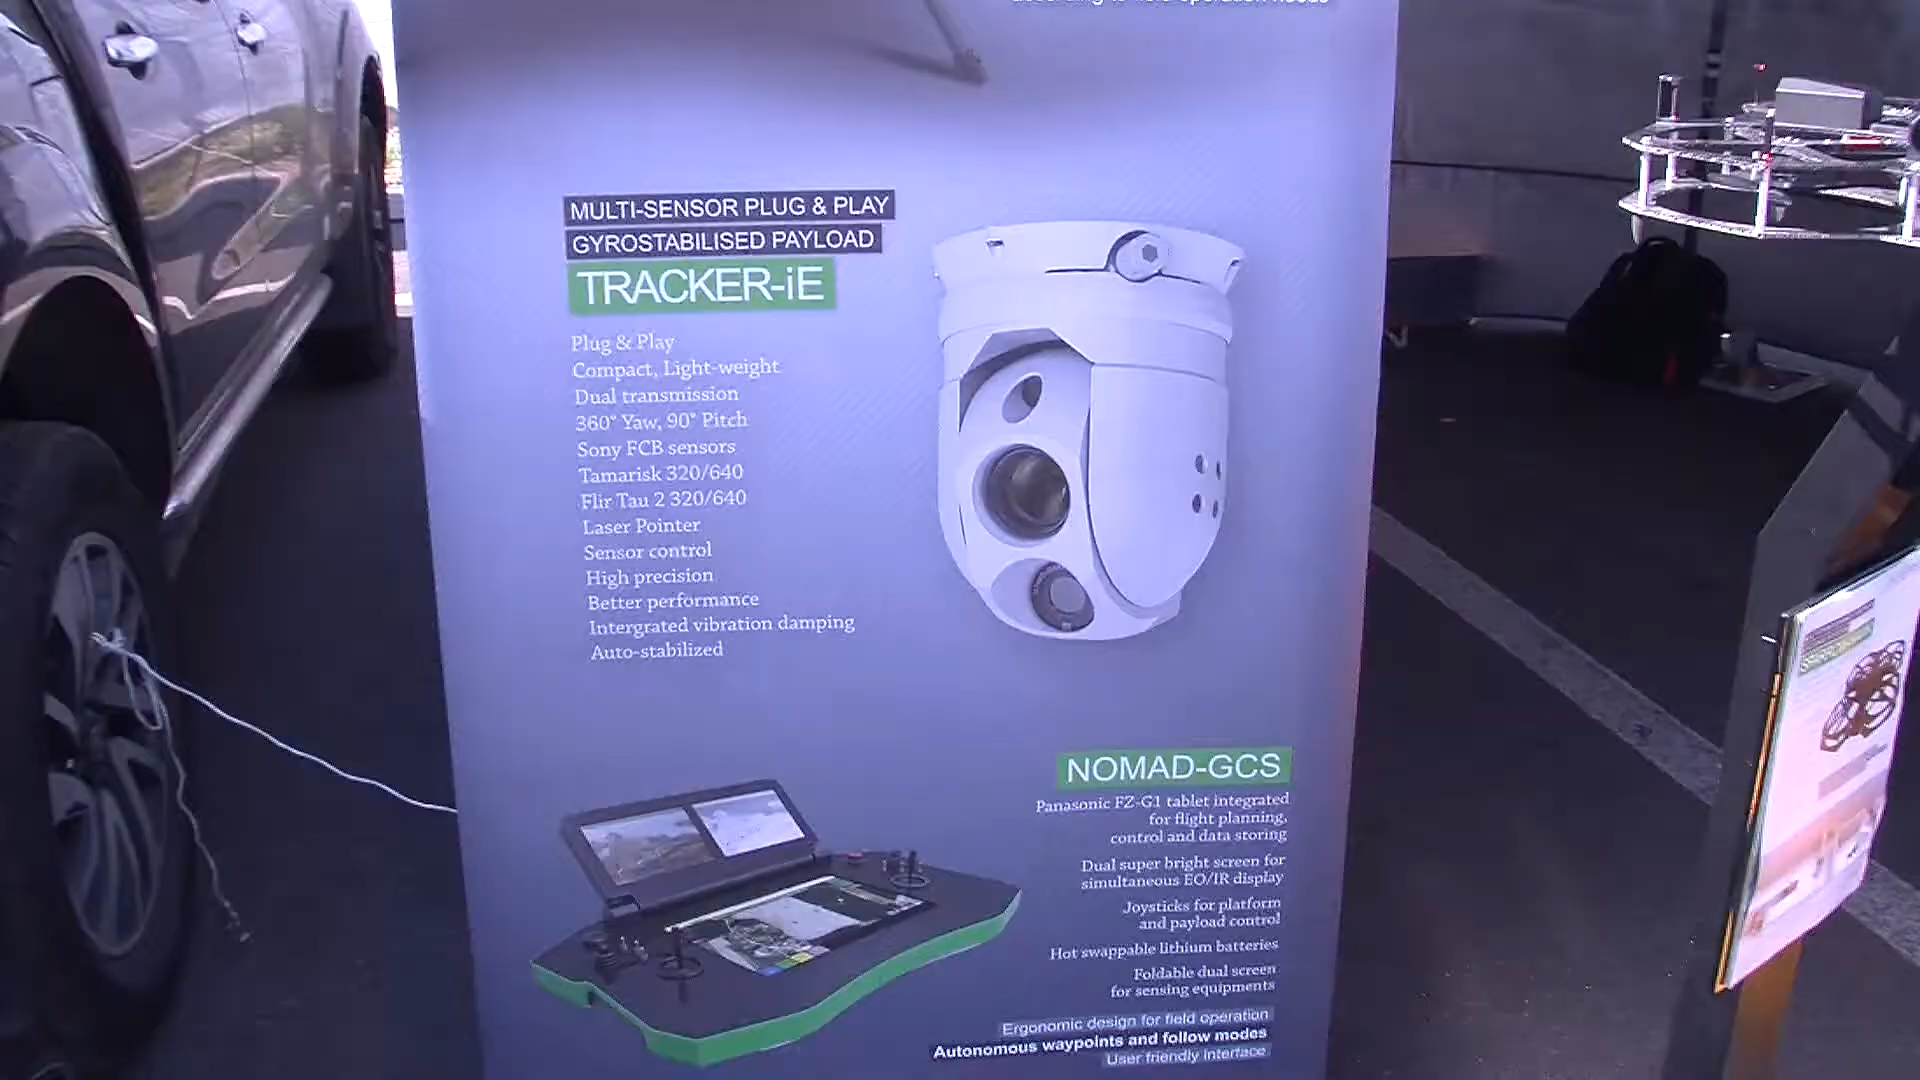 according to field operation needs
MULTI-SENSOR PLUG & PLAY
GYROSTABILISED PAYLOAD
TRACKER-iE
Plug & Play
Compact, Light-weight
Dual transmission
360° Yaw, 90° Pitch
Sony FCB sensors
Tamarisk 320/640
Flir Tau 2 320/640
Laser Pointer
Sensor control
High precision
Better performance
Intergrated vibration damping
Auto-stabilized
NOMAD-GCS
Panasonic FZ-G1 tablet integrated
for flight planning,
control and data storing
Dual super bright screen for
simultaneous EO/IR display
Joysticks for platform
and payload control
Hot swappable lithium batteries
Foldable dual screen
for sensing equipments
Ergonomic design for field operation
Autonomous waypoints and follow modes
User friendly interface